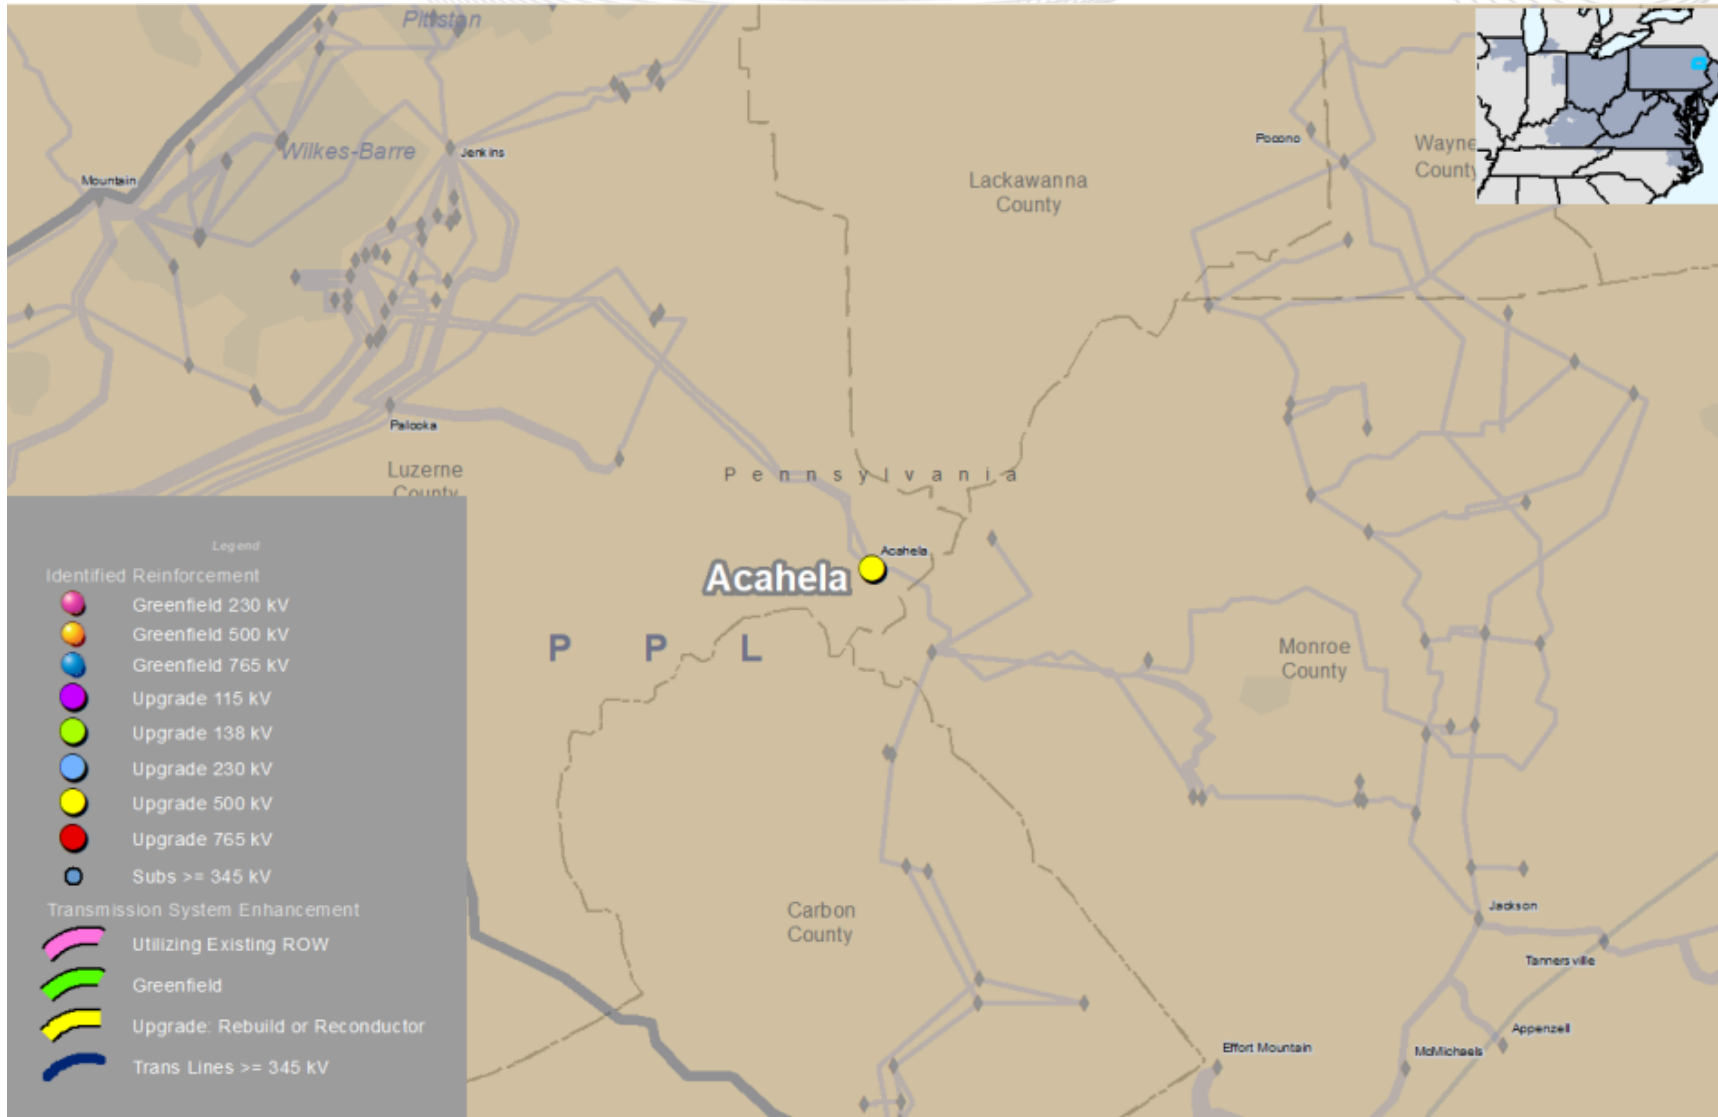 Pittston
Wilkes-Barre
Jenkins
Mountain
Pocono
Wayne
County
Lackawanna
County
Palooka
Luzerne
County
Pennsylvania
Acahela
Acahela
P P L
Monroe
County
Carbon
County
Jackson
Tannersville
Appenzell
McMichaels
Effort Mountain
Legend
Identified Reinforcement
Greenfield 230 kV
Greenfield 500 kV
Greenfield 765 kV
Upgrade 115 kV
Upgrade 138 kV
Upgrade 230 kV
Upgrade 500 kV
Upgrade 765 kV
Subs >= 345 kV
Transmission System Enhancement
Utilizing Existing ROW
Greenfield
Upgrade: Rebuild or Reconductor
Trans Lines >= 345 kV